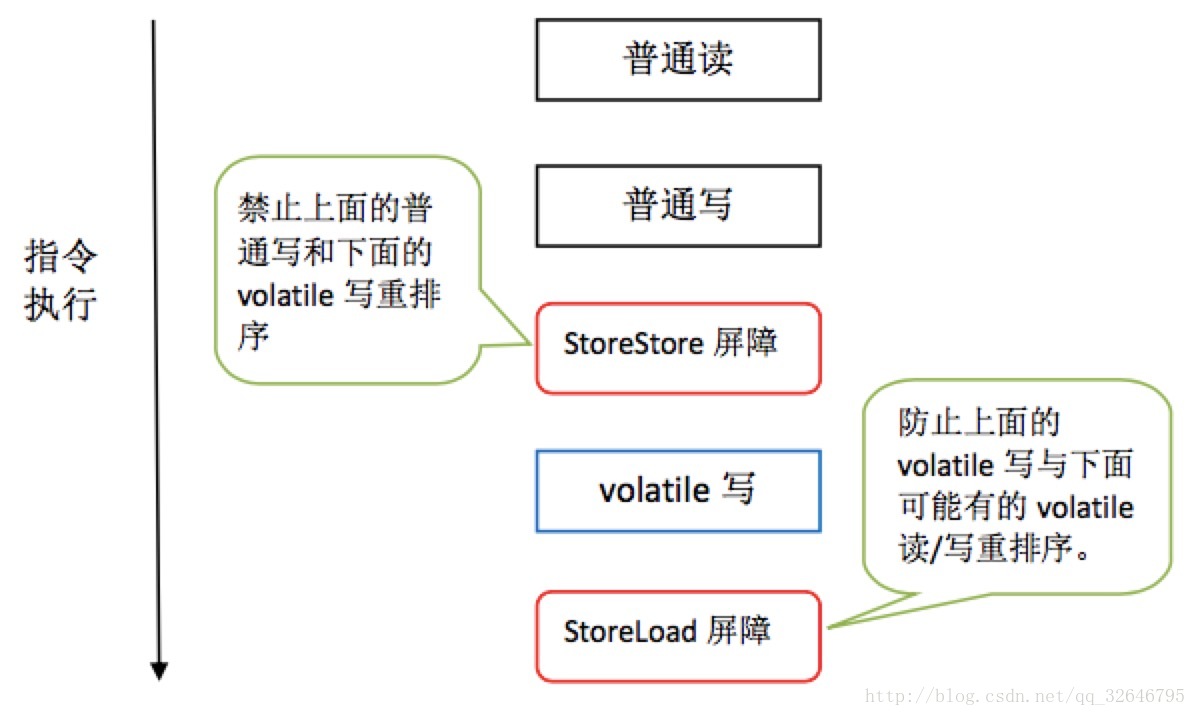 普通读
普通写
禁止上面的普
通写和下面的
volatile 写重排
序
指令
执行
StoreStore 屏障
volatile 写
防止上面的
volatile 写与下面
可能有的 volatile
读/写重排序。
StoreLoad 屏障
http://blog.csdn.net/qq_32646795